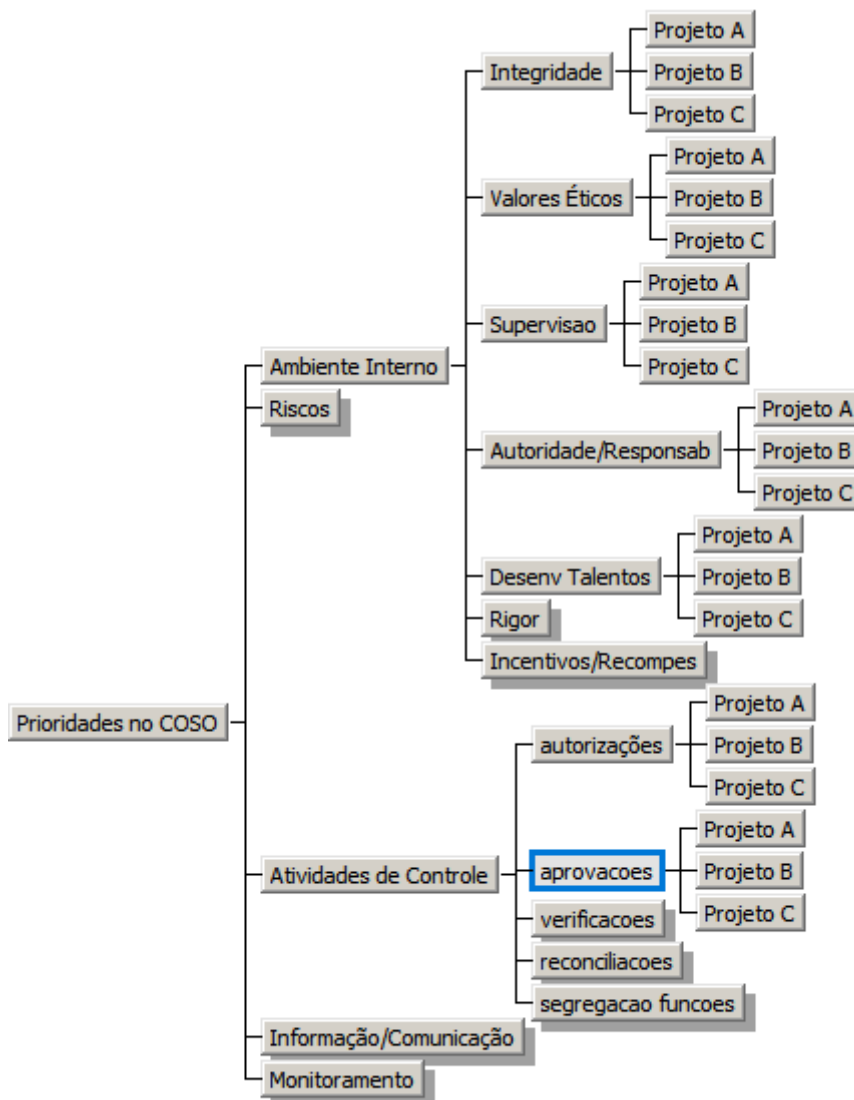 Projeto A
Integridade
Projeto B
Projeto C
Projeto A
Valores Éticos
Projeto B
Projeto C
Projeto A
Supervisao
Projeto B
Projeto C
Ambiente Interno
Riscos
Projeto A
Autoridade/Responsab
Projeto B
Projeto C
Projeto A
Desenv Talentos
Projeto B
Rigor
Projeto C
Incentivos/Recompes
Prioridades no COSO
Projeto A
autorizações
Projeto B
Projeto C
Projeto A
Atividades de Controle
aprovacoes
Projeto B
Projeto C
verificacoes
reconciliacoes
segregacao funcoes
Informação/Comunicação
Monitoramento